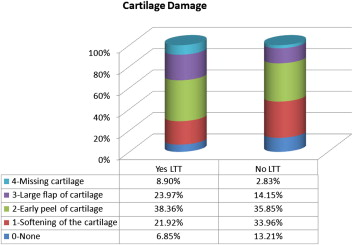 Cartilage Damage
100%
80%
60%
40%
20%
0%
Yes LTT No LTT
4-Missing cartilage 8.90% 2.83%
3-Large flap of cartilage 23.97% 14.15%
2-Early peel of cartilage 38.36% 35.85%
1-Softening of the cartilage 21.92% 33.96%
0-None 6.85% 13.21%